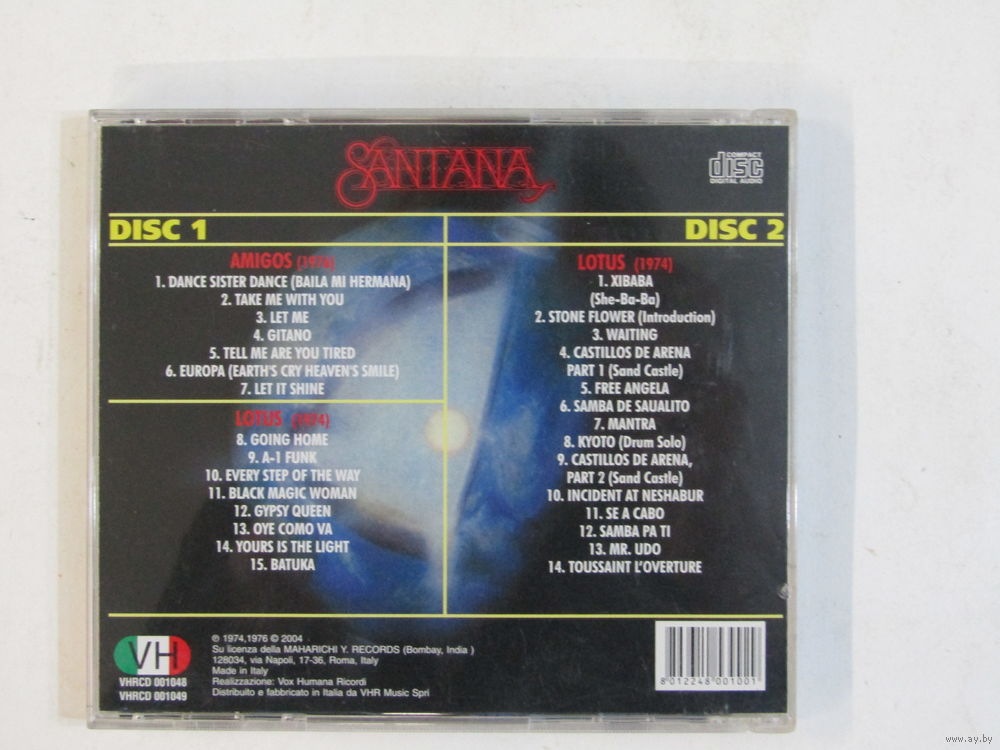 SANTANA
COMPACT
disc
DIGITAL AUDIO
DISC 1
AMIGOS (1976)
1. DANCE SISTER DANCE (BAILA MI HERMANA)
2. TAKE ME WITH YOU
3. LET ME
4. GITANO
5. TELL ME ARE YOU TIRED
6. EUROPA (EARTH'S CRY HEAVEN'S SMILE)
7. LET IT SHINE
LOTUS (1974)
8. GOING HOME
9. A-1 FUNK
10. EVERY STEP OF THE WAY
11. BLACK MAGIC WOMAN
12. GYPSY QUEEN
13. OYE COMO VA
14. YOURS IS THE LIGHT
15. BATUKA
DISC 2
LOTUS (1974)
1. XIBABA
(She-Ba-Ba)
2. STONE FLOWER (Introduction)
3. WAITING
4. CASTILLOS DE ARENA
PART 1 (Sand Castle)
5. FREE ANGELA
6. SAMBA DE SAUALITO
7. MANTRA
8. KYOTO (Drum Solo)
9. CASTILLOS DE ARENA,
PART 2 (Sand Castle)
10. INCIDENT AT NESHABUR
11. SE A CABO
12. SAMBA PA TI
13. MR. UDO
14. TOUSSAINT L'OVERTURE
VH
VHRCD 001048
VHRCD 001049
℗ 1974,1976 © 2004
Su licenza della MAHARICHI Y. RECORDS (Bombay, India )
128034, via Napoli, 17-36, Roma, Italy
Made in Italy
Realizzazione: Vox Humana Ricordi
Distribuito e fabbricato in Italia da VHR Music Spri
8 012248 001001
www.ay.by